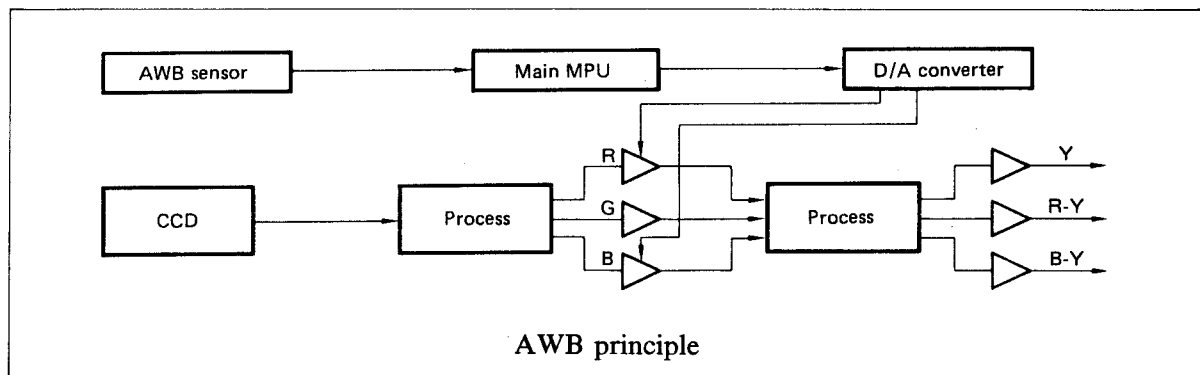 AWB sensor
Main MPU
D/A converter
R
Y
CCD
Process
G
Process
R-Y
B
B-Y
AWB principle